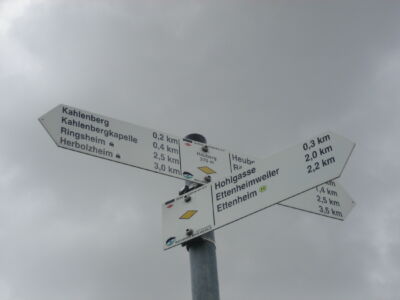 Kahlenberg 0,2 km
Kahlenbergkapelle 0,4 km
Ringsheim 2,5 km
Herbolzheim 3,0 km
Hohlgasse 0,3 km
Ettenheimweiler 2,0 km
Ettenheim 2,2 km
1,4 km
2,5 km
3,5 km